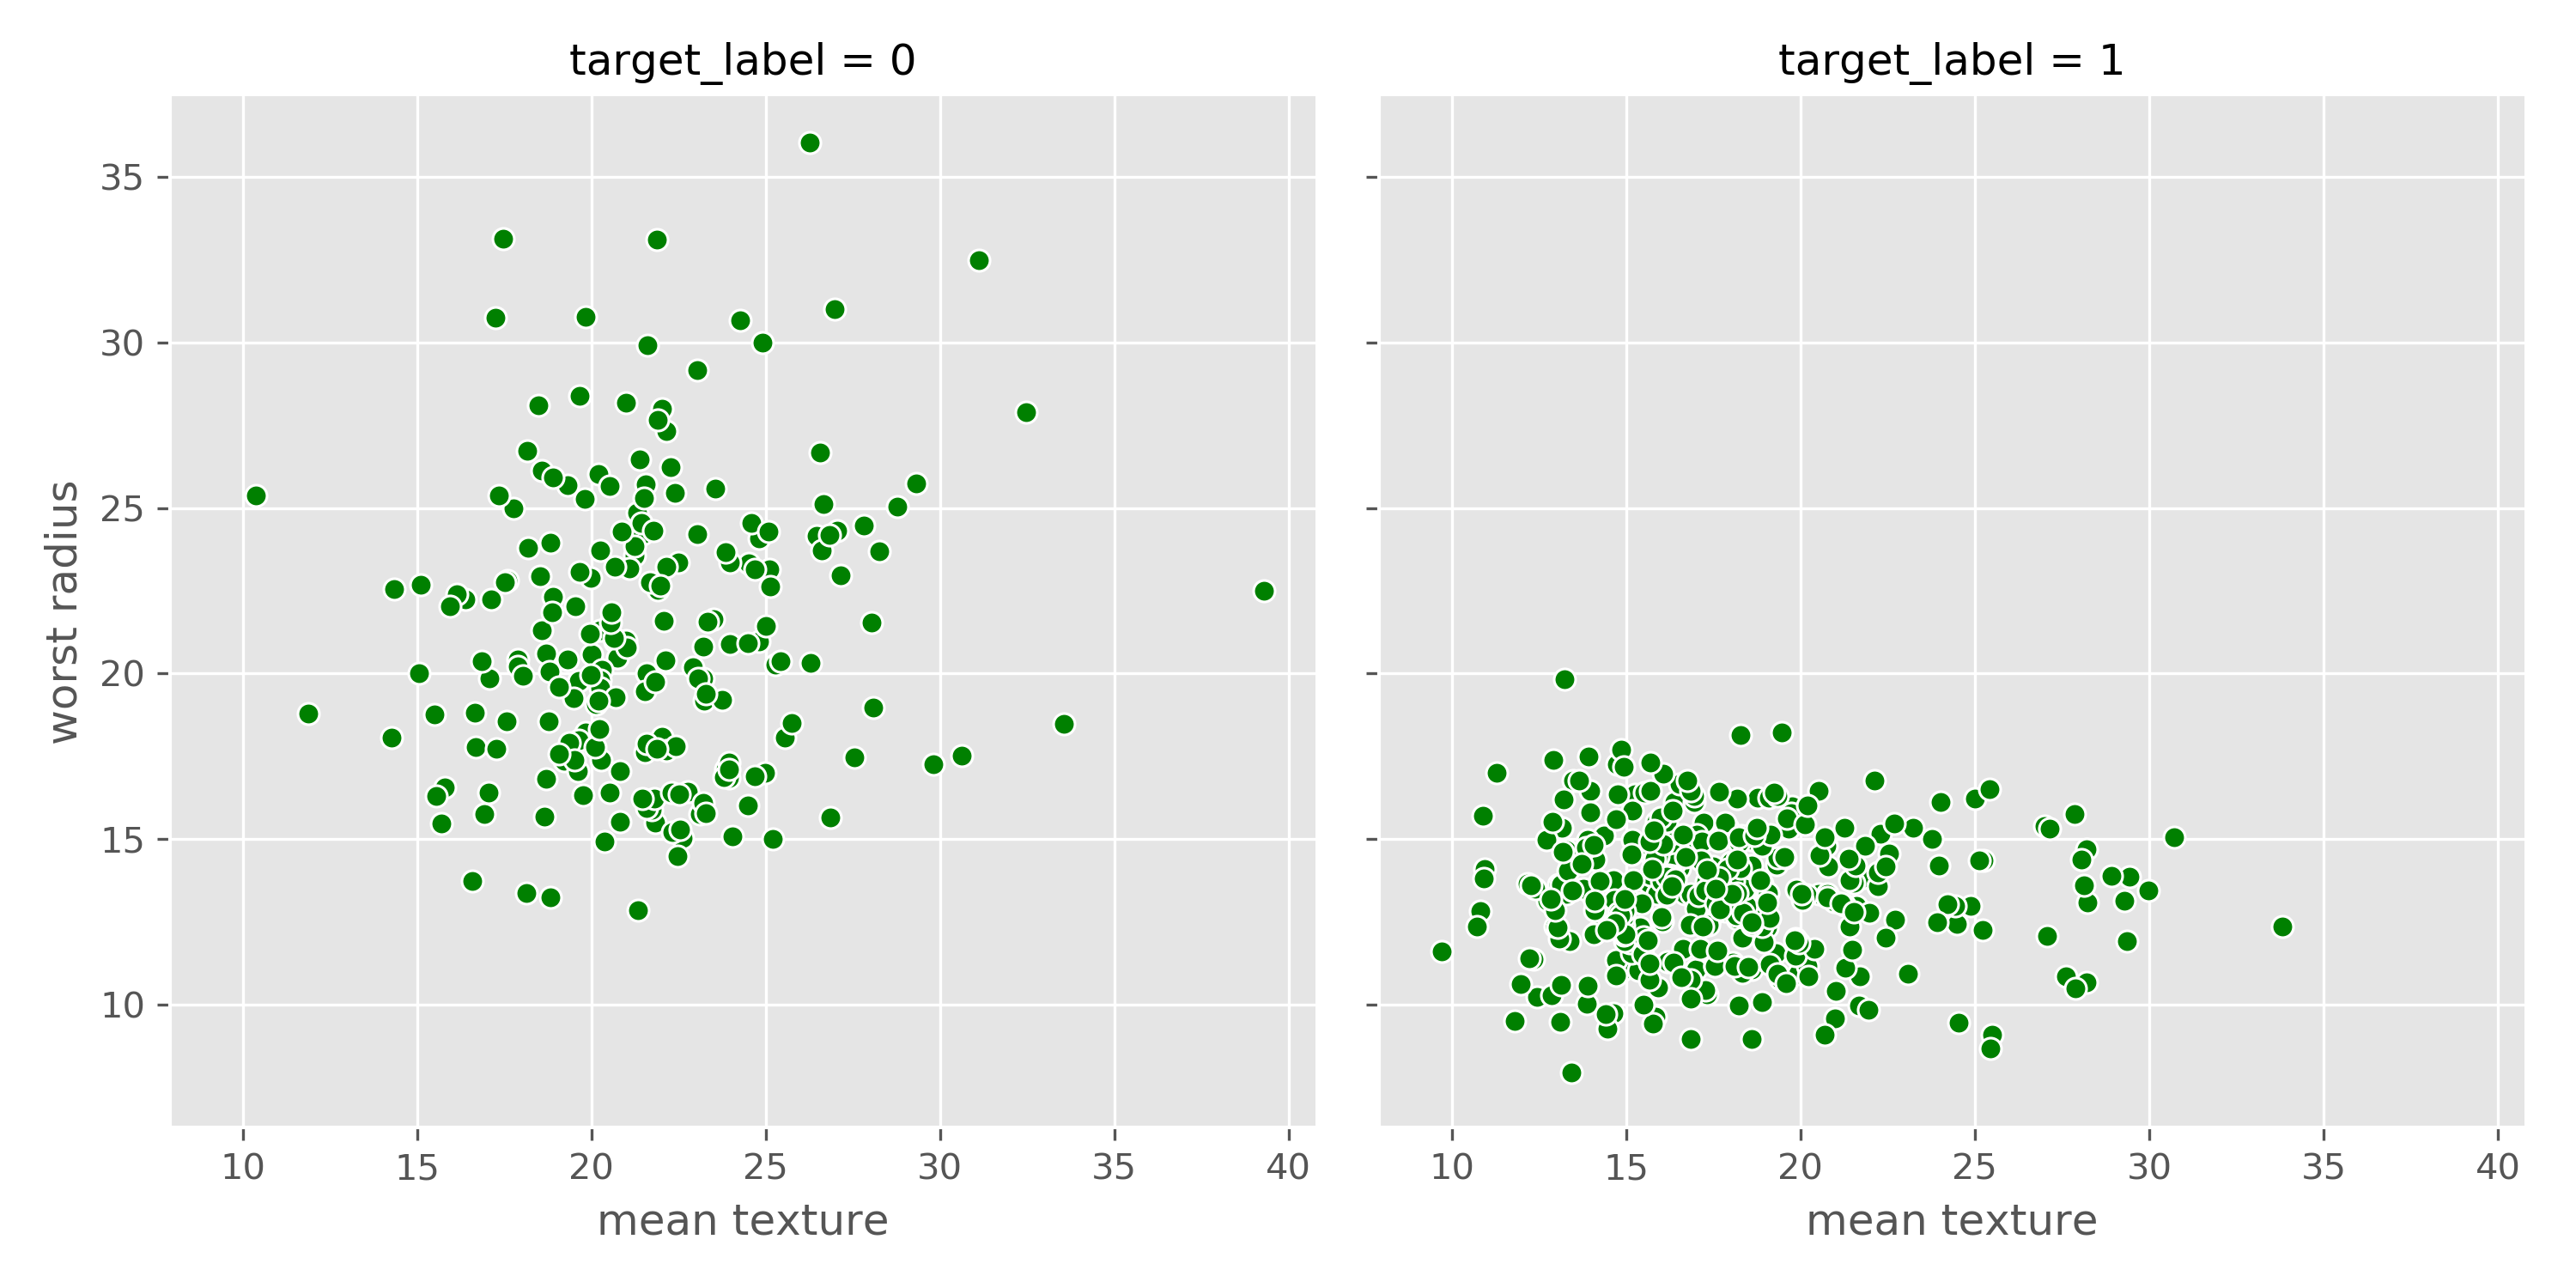 target_label = 0
target_label = 1
worst radius
35
30
25
20
15
10
10 15 20 25 30 35 40
10 15 20 25 30 35 40
mean texture
mean texture